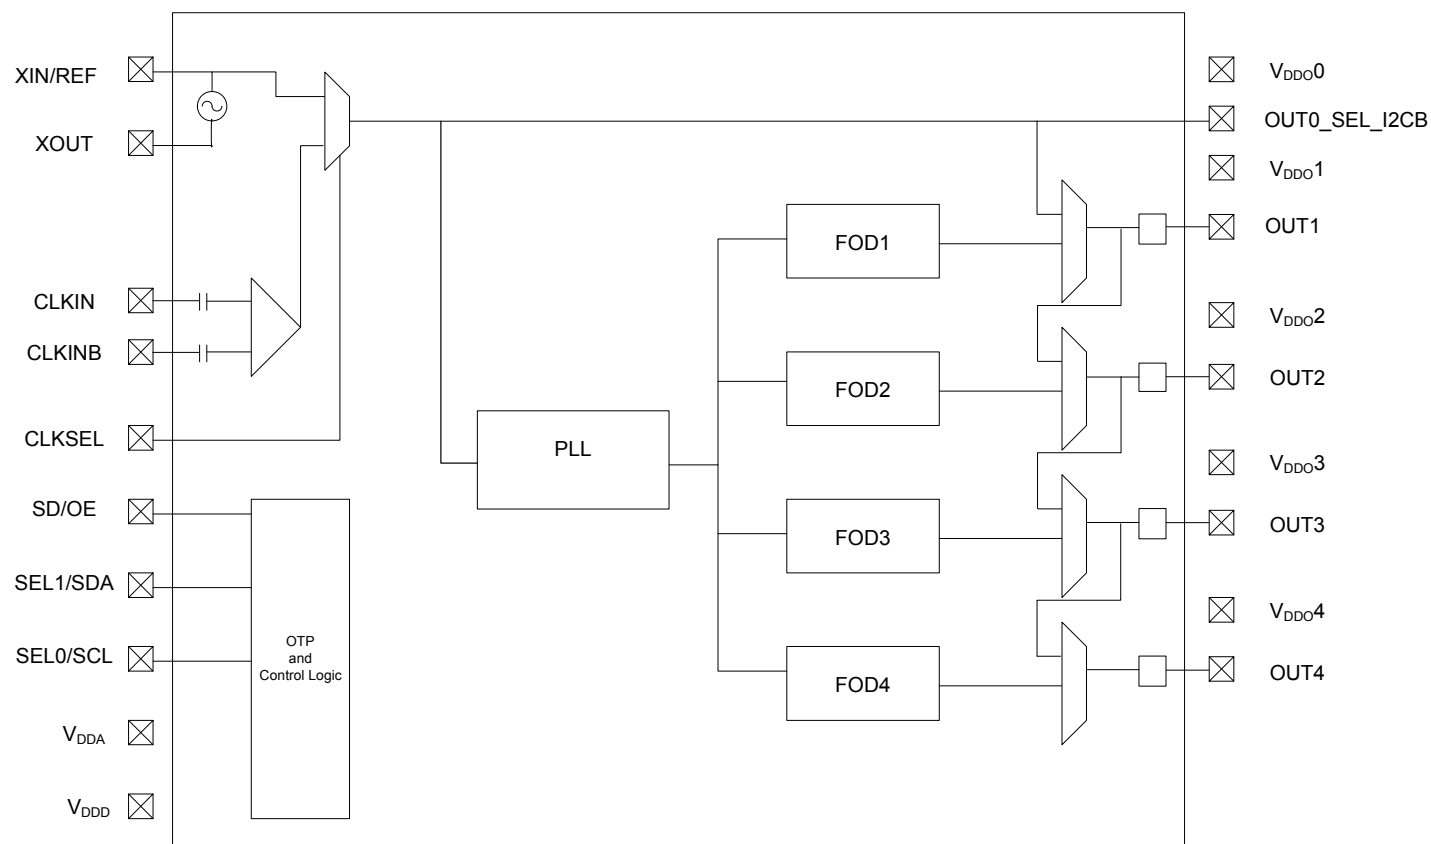 XIN/REF
XOUT
CLKIN
CLKINB
CLKSEL
SD/OE
SEL1/SDA
SEL0/SCL
VDDA
VDDD
OTP
and
Control Logic
PLL
FOD1
FOD2
FOD3
FOD4
VDDO0
OUT0_SEL_I2CB
VDDO1
OUT1
VDDO2
OUT2
VDDO3
OUT3
VDDO4
OUT4